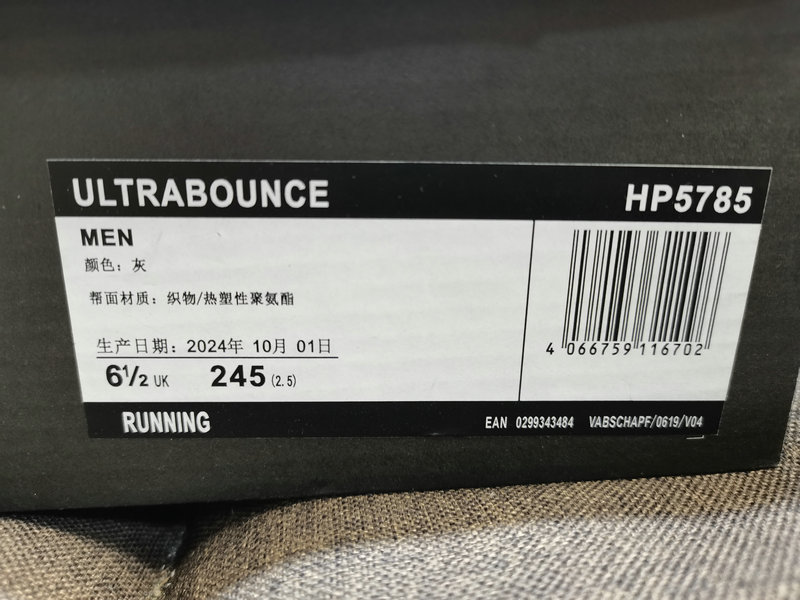 ULTRABOUNCE HP5785
MEN
颜色：灰
帮面材质：织物/热塑性聚氨酯
生产日期：2024年 10月 01日
6½ UK 245 (2.5)
4 066759 116702
RUNNING EAN 0299343484 VABSCHAPF/0619/V04